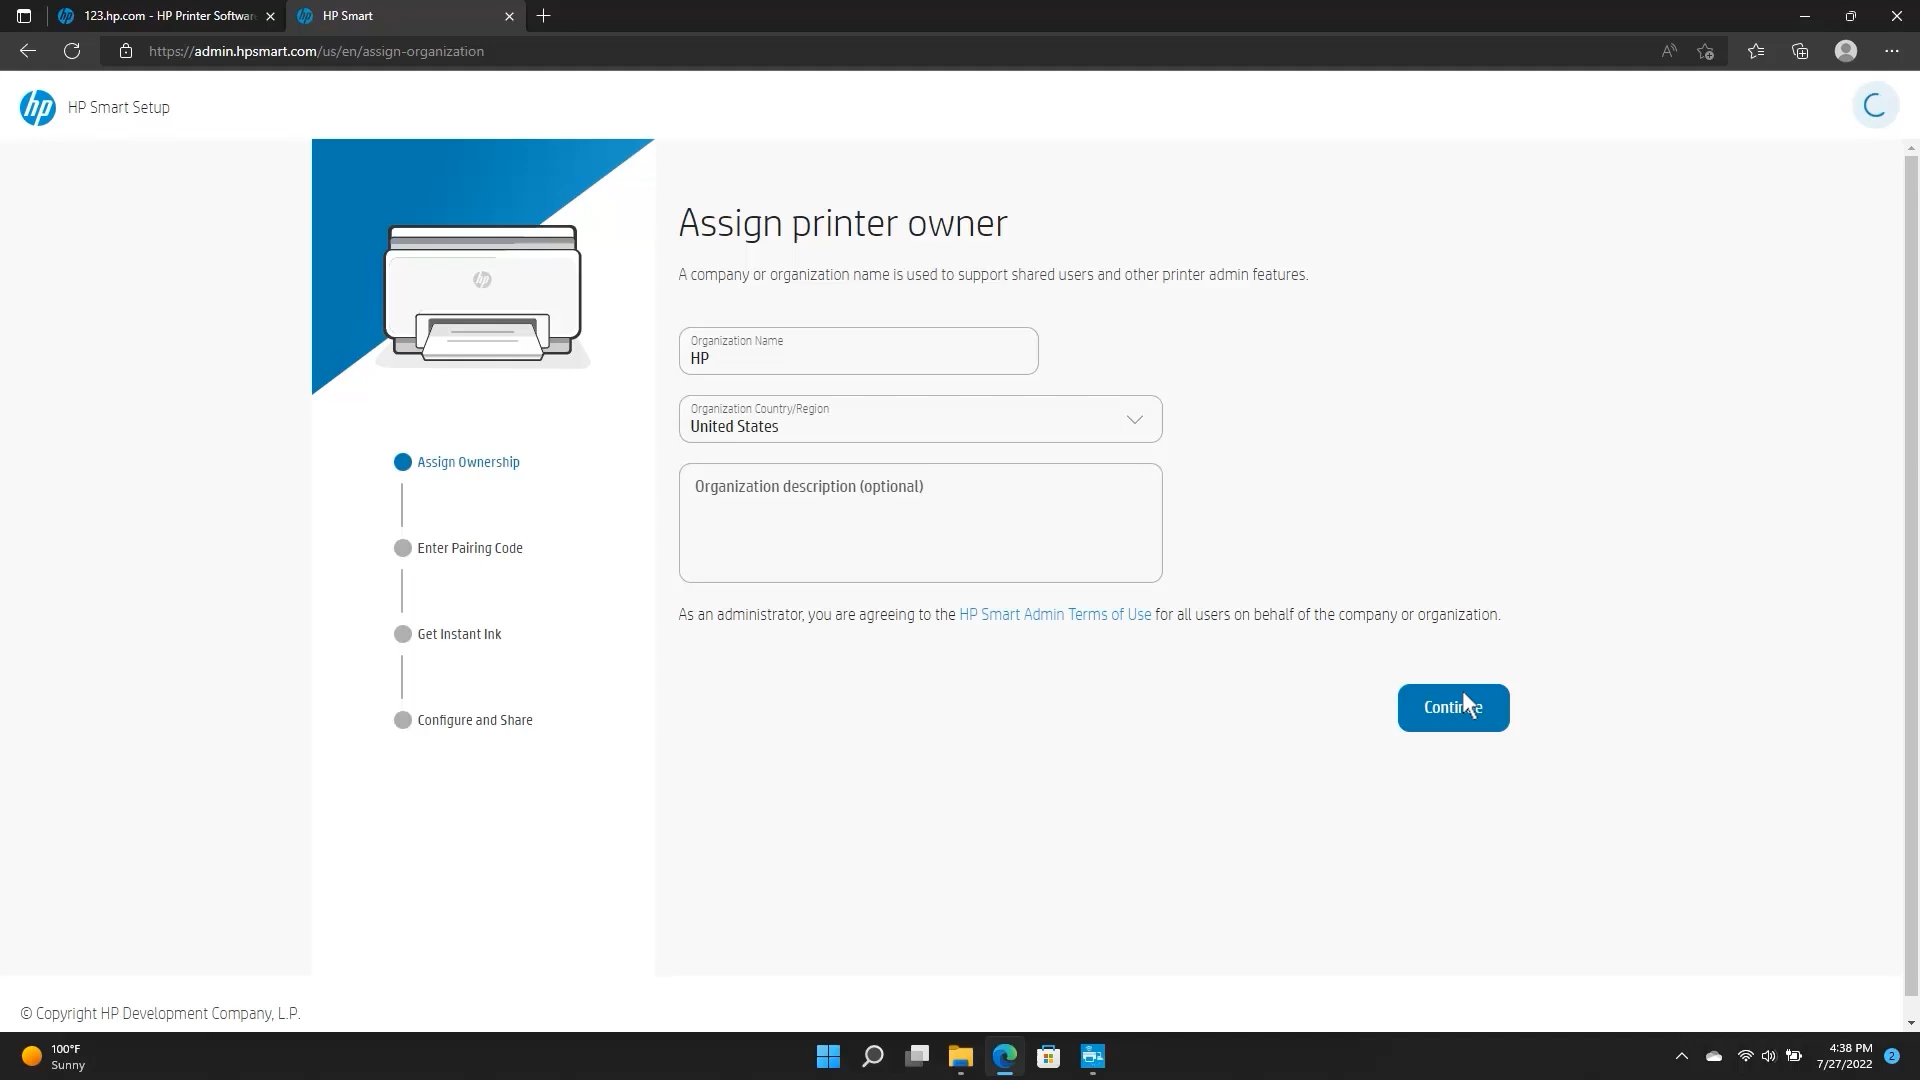 123.hp.com - HP Printer Softwar
HP Smart
https://admin.hpsmart.com/us/en/assign-organization
hp
HP Smart Setup
hp
Assign Ownership
Enter Pairing Code
Get Instant Ink
Configure and Share
Assign printer owner
A company or organization name is used to support shared users and other printer admin features.
Organization Name
HP
Organization Country/Region
United States
Organization description (optional)
As an administrator, you are agreeing to the HP Smart Admin Terms of Use for all users on behalf of the company or organization.
Continue
© Copyright HP Development Company, L.P.
100°F
Sunny
4:38 PM
7/27/2022
2